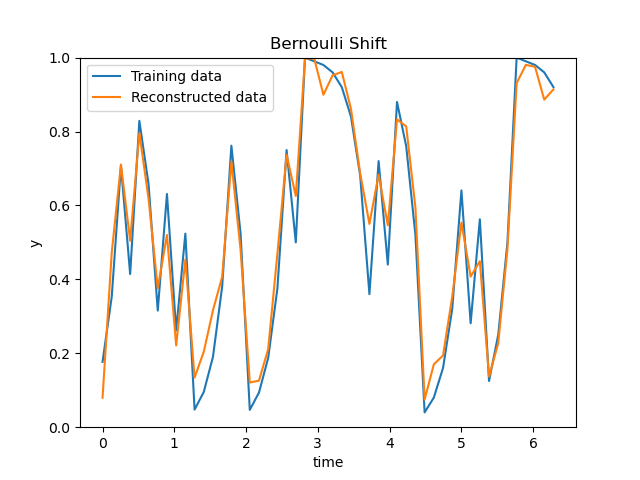 Bernoulli Shift
Training data
Reconstructed data
y
1.0
0.8
0.6
0.4
0.2
0.0
0 1 2 3 4 5 6
time